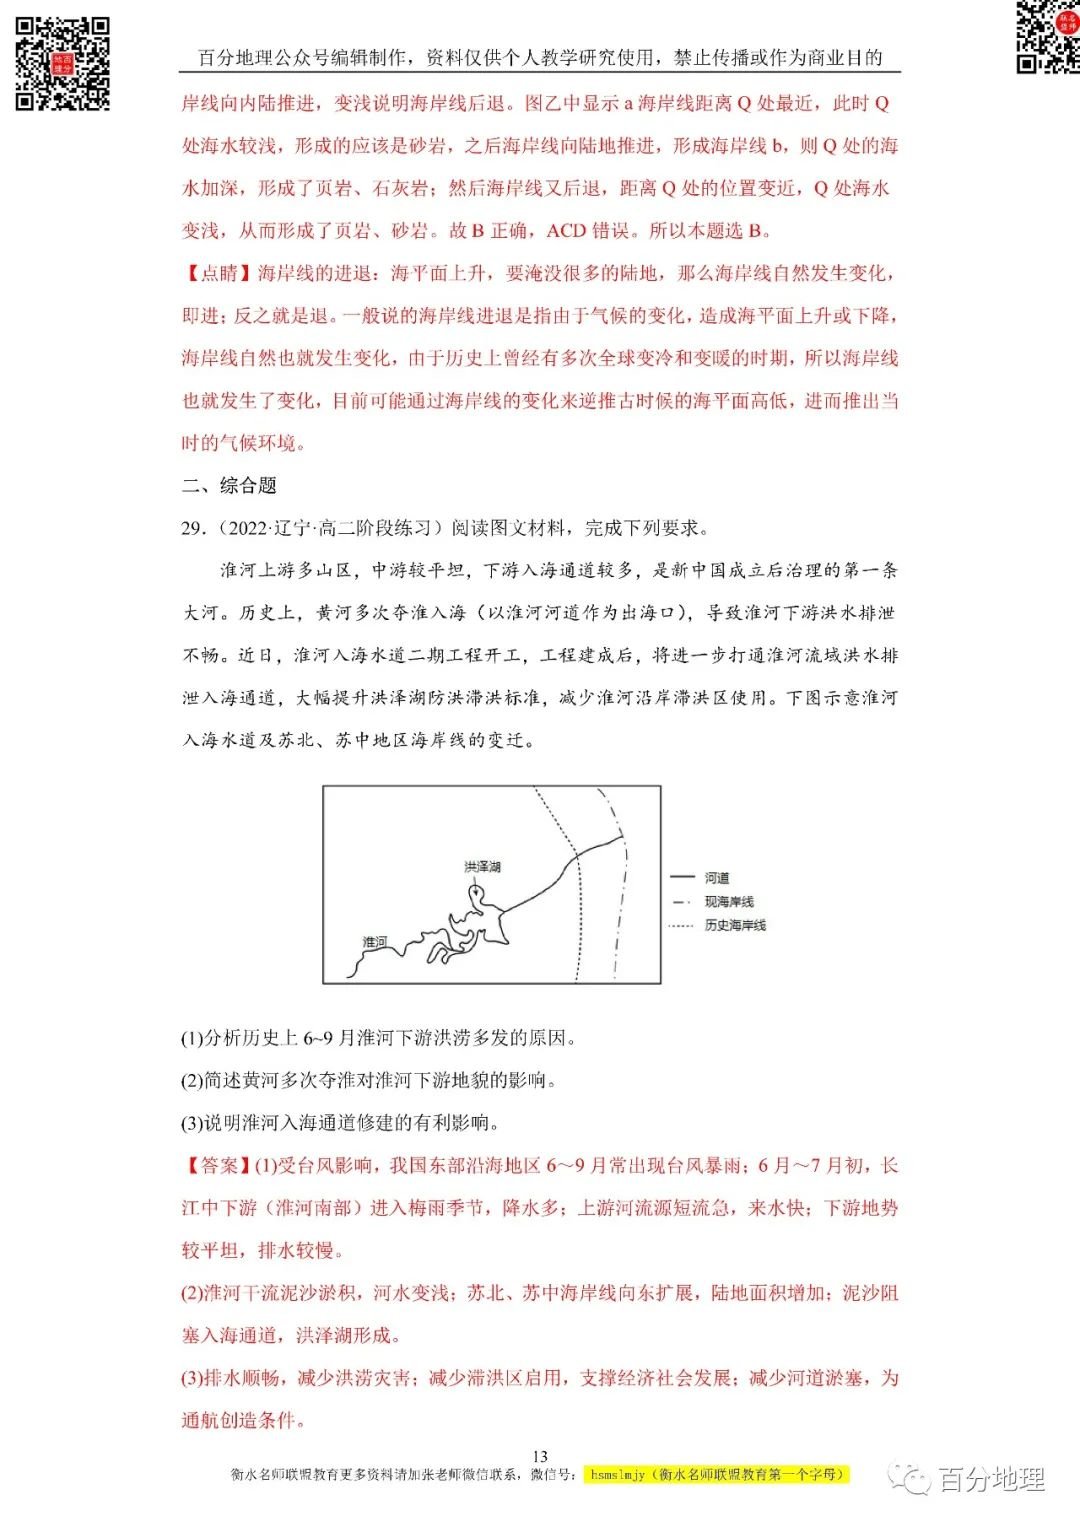 百分地理公众号编辑制作，资料仅供个人教学研究使用，禁止传播或作为商业目的
岸线向内陆推进，变浅说明海岸线后退。图乙中显示 a 海岸线距离 Q 处最近，此时 Q
处海水较浅，形成的应该是砂岩，之后海岸线向陆地推进，形成海岸线 b，则 Q 处的海
水加深，形成了页岩、石灰岩；然后海岸线又后退，距离 Q 处的位置变近，Q 处海水
变浅，从而形成了页岩、砂岩。故 B 正确，ACD 错误。所以本题选 B。
【点睛】海岸线的进退：海平面上升，要淹没很多的陆地，那么海岸线自然发生变化，
即进；反之就是退。一般说的海岸线进退是指由于气候的变化，造成海平面上升或下降，
海岸线自然也就发生变化，由于历史上曾经有多次全球变冷和变暖的时期，所以海岸线
也就发生了变化，目前可能通过海岸线的变化来逆推古时候的海平面高低，进而推出当
时的气候环境。
二、综合题
29．（2022·辽宁·高二阶段练习）阅读图文材料，完成下列要求。
淮河上游多山区，中游较平坦，下游入海通道较多，是新中国成立后治理的第一条
大河。历史上，黄河多次夺淮入海（以淮河河道作为出海口），导致淮河下游洪水排泄
不畅。近日，淮河入海水道二期工程开工，工程建成后，将进一步打通淮河流域洪水排
泄入海通道，大幅提升洪泽湖防洪滞洪标准，减少淮河沿岸滞洪区使用。下图示意淮河
入海水道及苏北、苏中地区海岸线的变迁。
洪泽湖
淮河
河道
现海岸线
历史海岸线
(1)分析历史上 6~9 月淮河下游洪涝多发的原因。
(2)简述黄河多次夺淮对淮河下游地貌的影响。
(3)说明淮河入海通道修建的有利影响。
【答案】(1)受台风影响，我国东部沿海地区 6～9 月常出现台风暴雨；6 月～7 月初，长
江中下游（淮河南部）进入梅雨季节，降水多；上游河流源短流急，来水快；下游地势
较平坦，排水较慢。
(2)淮河干流泥沙淤积，河水变浅；苏北、苏中海岸线向东扩展，陆地面积增加；泥沙阻
塞入海通道，洪泽湖形成。
(3)排水顺畅，减少洪涝灾害；减少滞洪区启用，支撑经济社会发展；减少河道淤塞，为
通航创造条件。
13
衡水名师联盟教育更多资料请加张老师微信联系，微信号： hsmslmjy（衡水名师联盟教育第一个字母）
百分地理